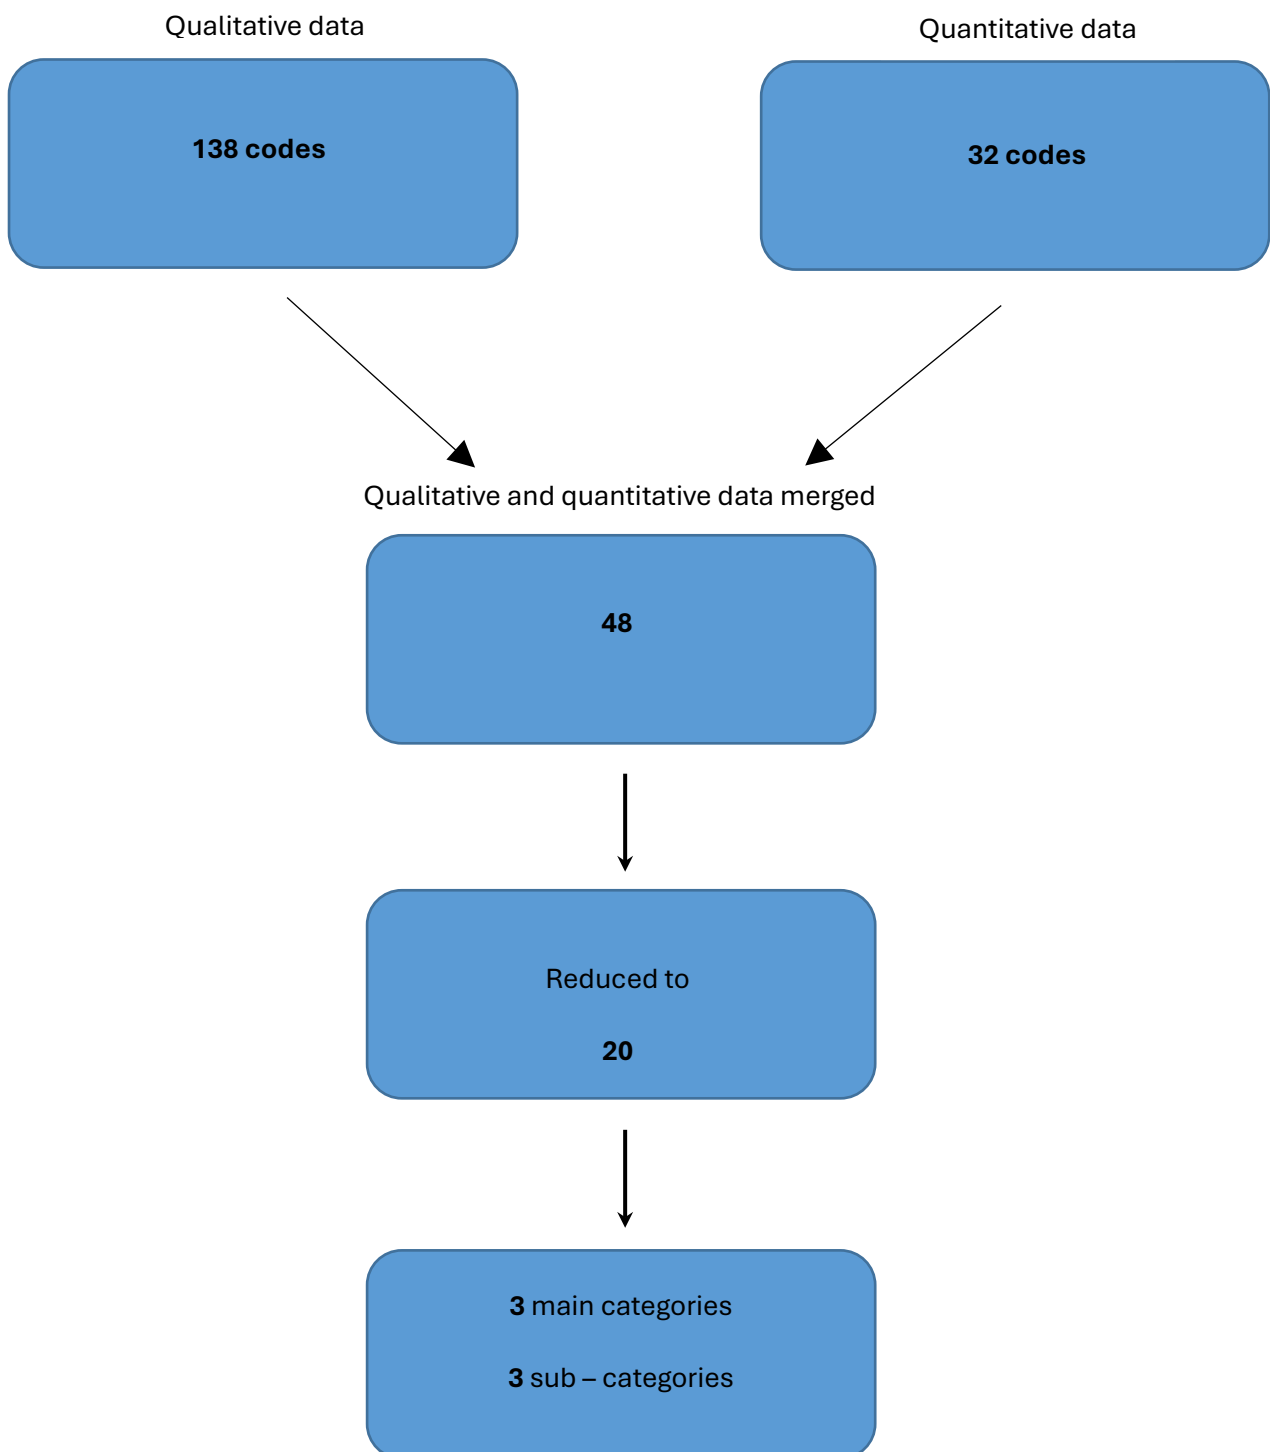 Qualitative data
Quantitative data
138 codes
32 codes
Qualitative and quantitative data merged
48
Reduced to
20
3 main categories
3 sub – categories